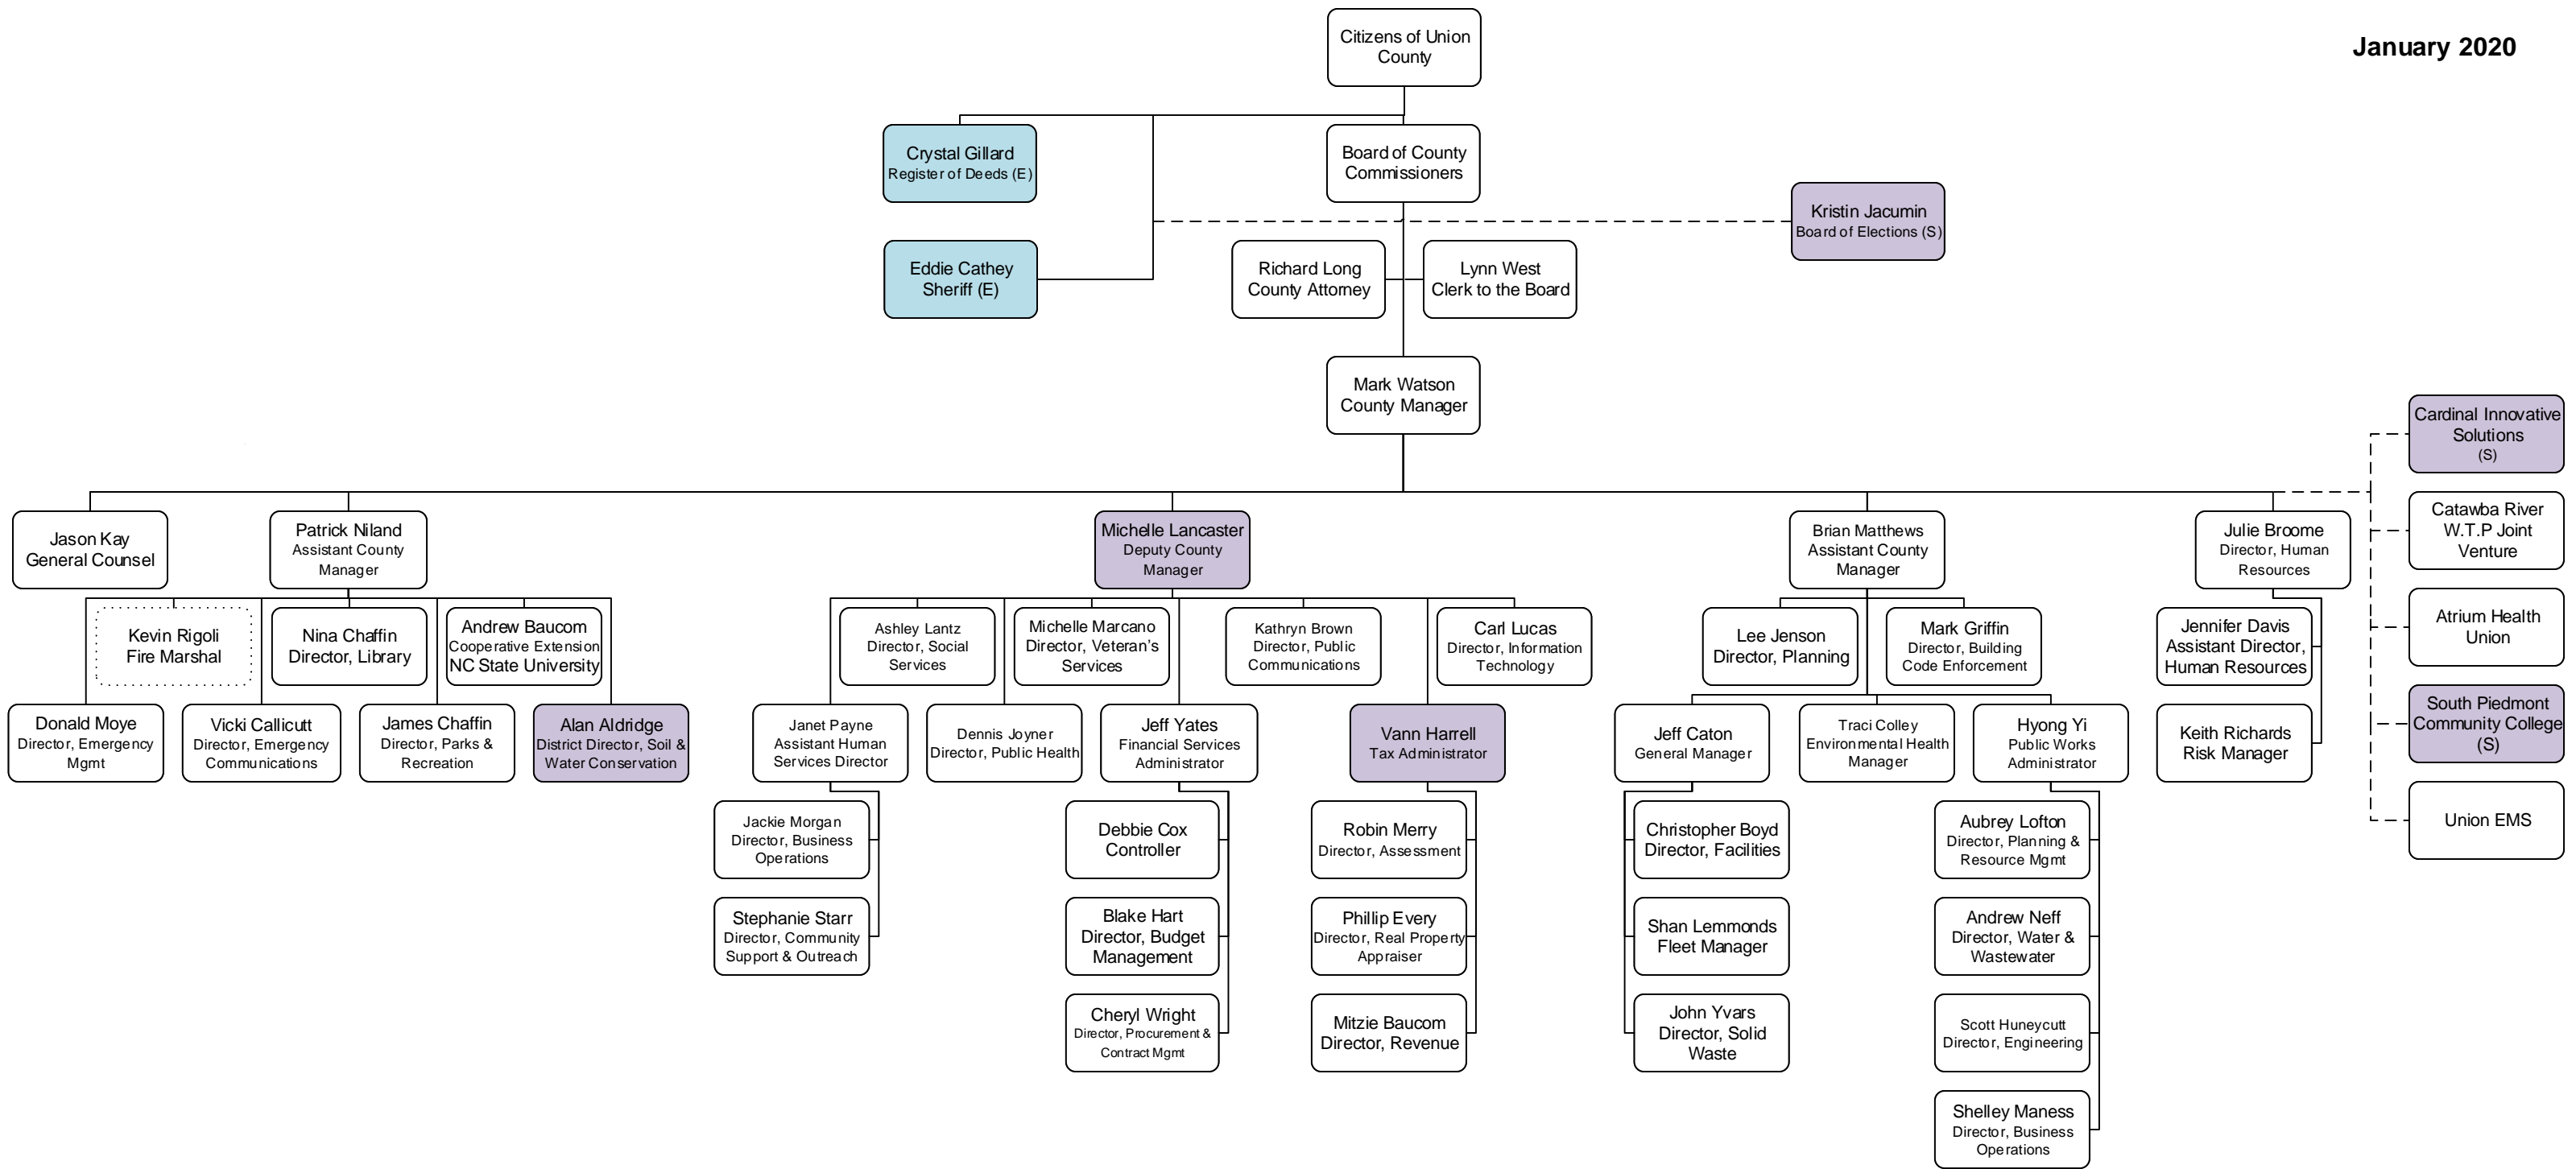 Citizens of Union
County
January 2020
Crystal Gillard
Register of Deeds (E)
Board of County
Commissioners
Kristin Jacumin
Board of Elections (S)
Eddie Cathey
Sheriff (E)
Richard Long
County Attorney
Lynn West
Clerk to the Board
Mark Watson
County Manager
Cardinal Innovative
Solutions
(S)
Jason Kay
General Counsel
Patrick Niland
Assistant County
Manager
Michelle Lancaster
Deputy County
Manager
Brian Matthews
Assistant County
Manager
Julie Broome
Director, Human
Resources
Catawba River
W.T.P Joint
Venture
Kevin Rigoli
Fire Marshal
Nina Chaffin
Director, Library
Andrew Baucom
Cooperative Extension
NC State University
Ashley Lantz
Director, Social
Services
Michelle Marcano
Director, Veteran's
Services
Kathryn Brown
Director, Public
Communications
Carl Lucas
Director, Information
Technology
Lee Jenson
Director, Planning
Mark Griffin
Director, Building
Code Enforcement
Jennifer Davis
Assistant Director,
Human Resources
Atrium Health
Union
Donald Moye
Director, Emergency
Mgmt
Vicki Callicutt
Director, Emergency
Communications
James Chaffin
Director, Parks &
Recreation
Alan Aldridge
District Director, Soil &
Water Conservation
Janet Payne
Assistant Human
Services Director
Dennis Joyner
Director, Public Health
Jeff Yates
Financial Services
Administrator
Vann Harrell
Tax Administrator
Jeff Caton
General Manager
Traci Colley
Environmental Health
Manager
Hyong Yi
Public Works
Administrator
Keith Richards
Risk Manager
South Piedmont
Community College
(S)
Jackie Morgan
Director, Business
Operations
Debbie Cox
Controller
Robin Merry
Director, Assessment
Christopher Boyd
Director, Facilities
Aubrey Lofton
Director, Planning &
Resource Mgmt
Union EMS
Stephanie Starr
Director, Community
Support & Outreach
Blake Hart
Director, Budget
Management
Phillip Every
Director, Real Property
Appraiser
Shan Lemmonds
Fleet Manager
Andrew Neff
Director, Water &
Wastewater
Cheryl Wright
Director, Procurement &
Contract Mgmt
Mitzie Baucom
Director, Revenue
John Yvars
Director, Solid
Waste
Scott Huneycutt
Director, Engineering
Shelley Maness
Director, Business
Operations